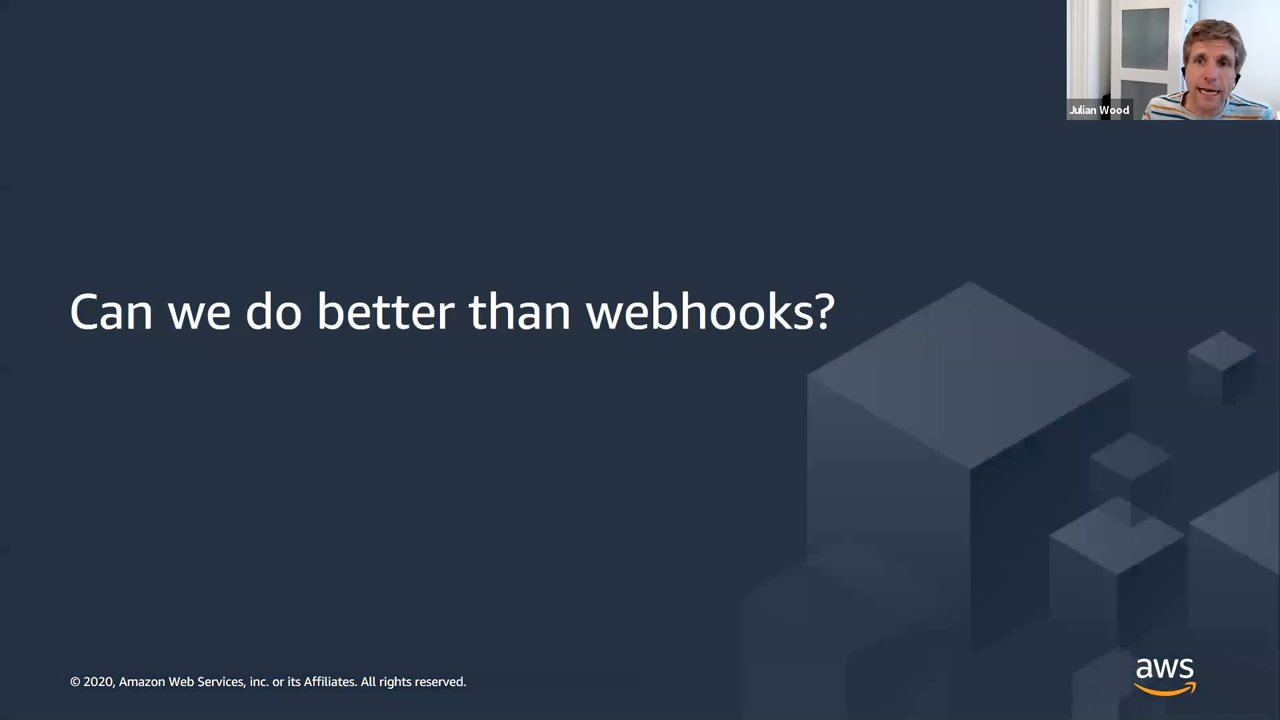 Julian Wood
Can we do better than webhooks?
© 2020, Amazon Web Services, inc. or its Affiliates. All rights reserved.
aws